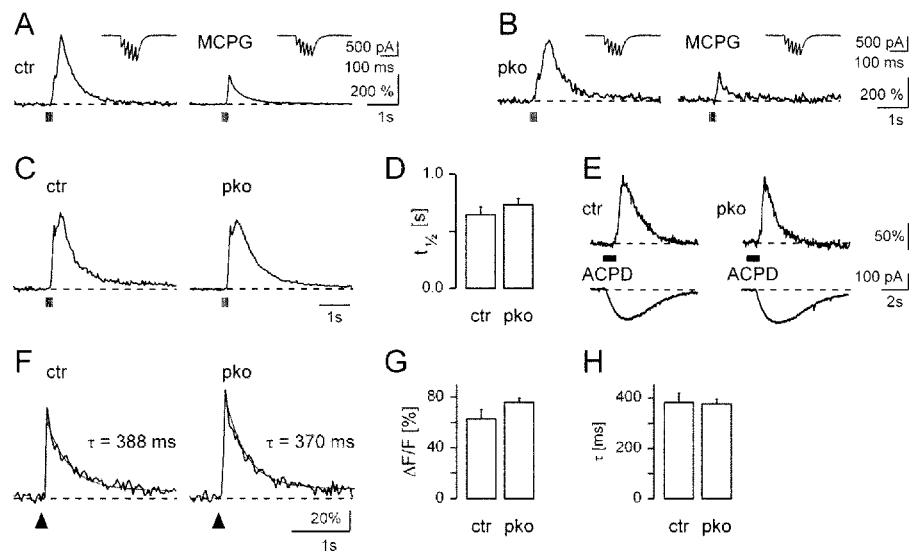 A
ctr
MCPG
500 pA
100 ms
200 %
1s
B
pko
MCPG
500 pA
100 ms
200 %
1s
C
ctr
pko
1s
D
t½ [s]
1.0
0.0
ctr pko
E
ctr
pko
50%
ACPD
ACPD
100 pA
2s
F
ctr
pko
τ = 388 ms
τ = 370 ms
20%
1s
G
ΔF/F [%]
80
40
0
ctr pko
H
τ [ms]
400
200
0
ctr pko